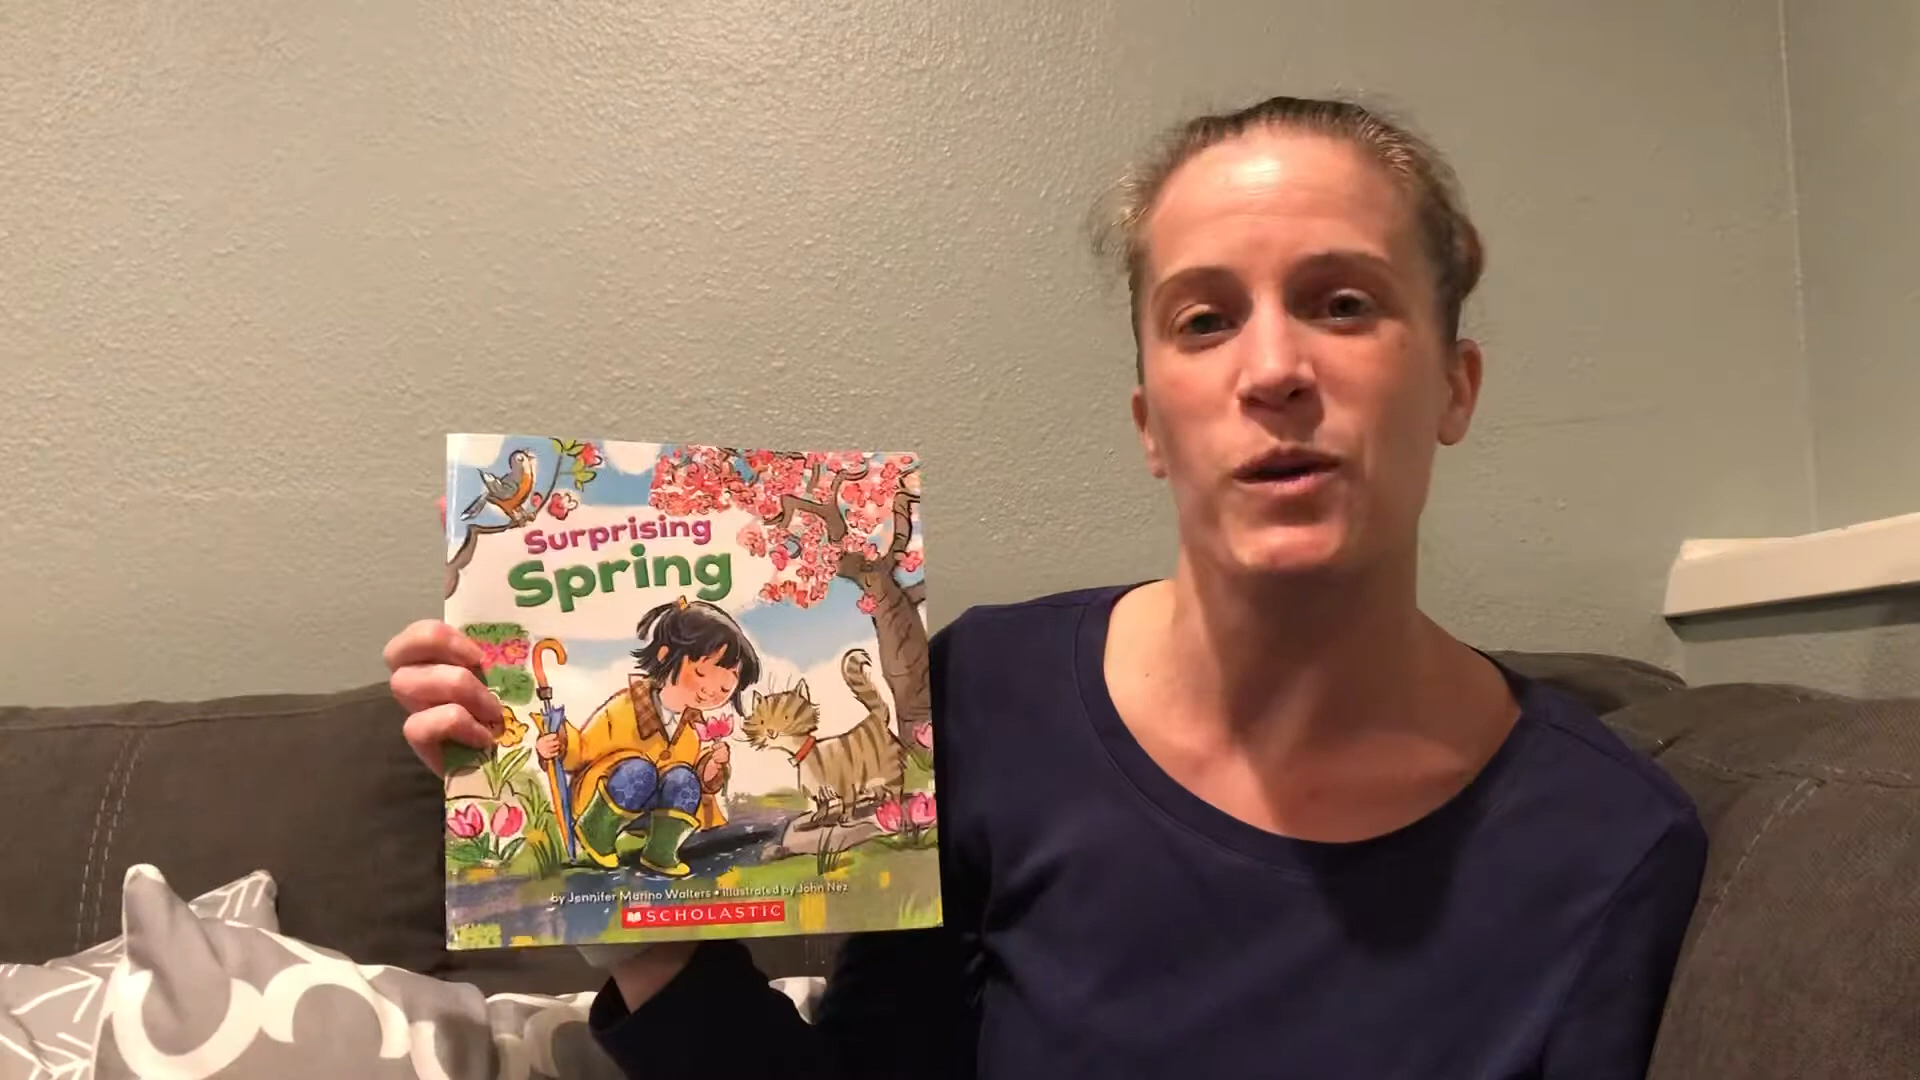 Surprising
Spring
by Jennifer Marino Walters • illustrated by John Nez
SCHOLASTIC